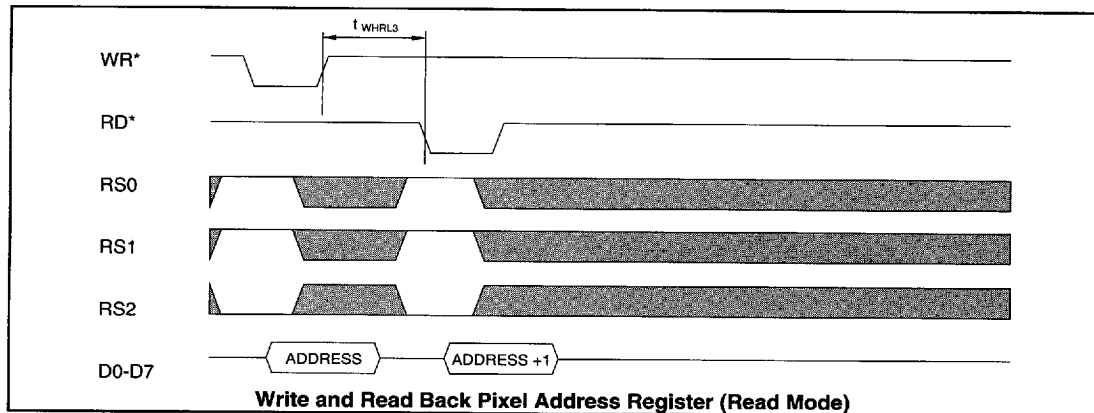 t WHRL3
WR*
RD*
RS0
RS1
RS2
D0-D7
ADDRESS
ADDRESS +1
Write and Read Back Pixel Address Register (Read Mode)